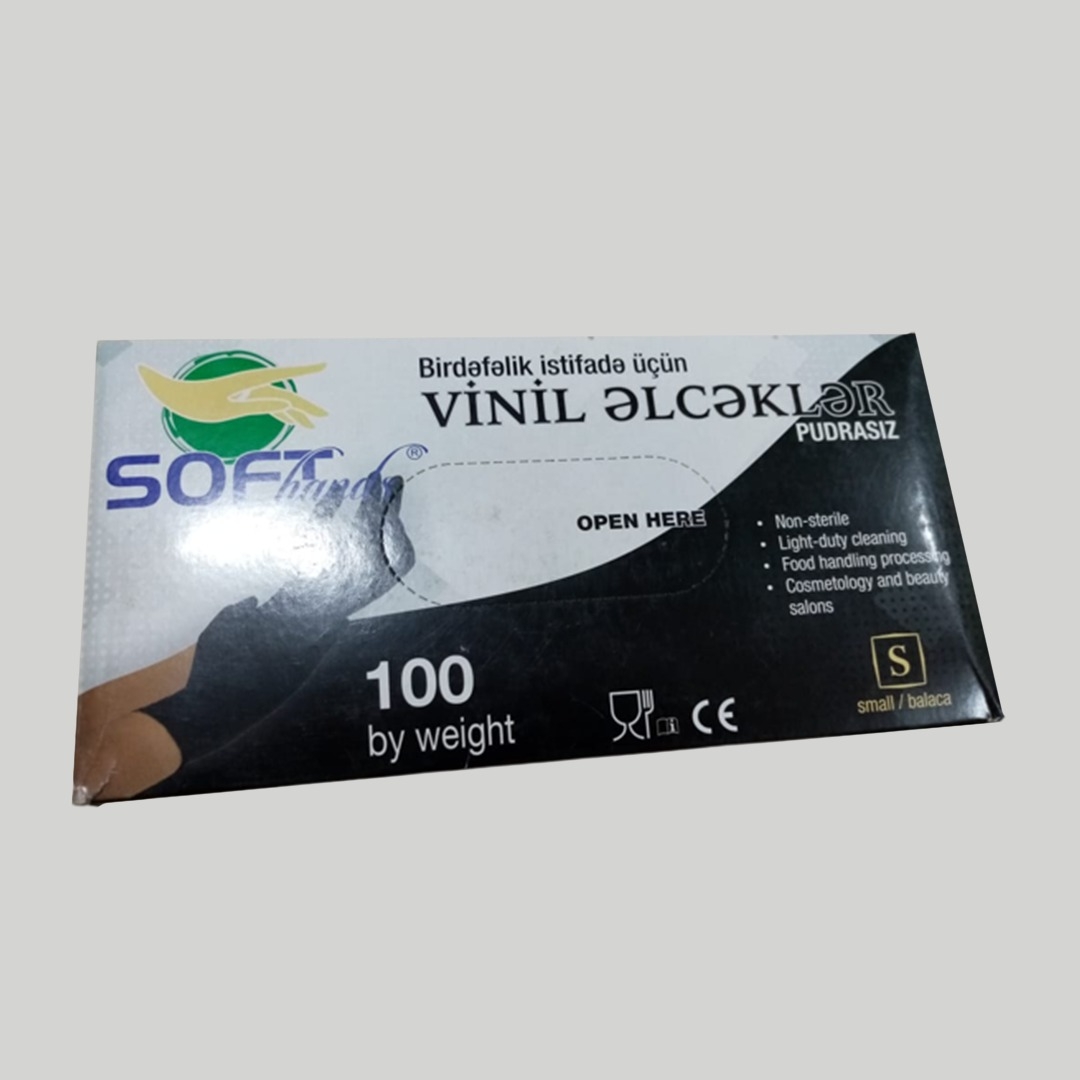 Birdəfəlik istifadə üçün
VİNİL ƏLCƏKLƏR
PUDRASIZ
SOFT hands®
OPEN HERE
• Non-sterile
• Light-duty cleaning
• Food handling processing
• Cosmetology and beauty
salons
100
by weight
CE
S
small / balaca